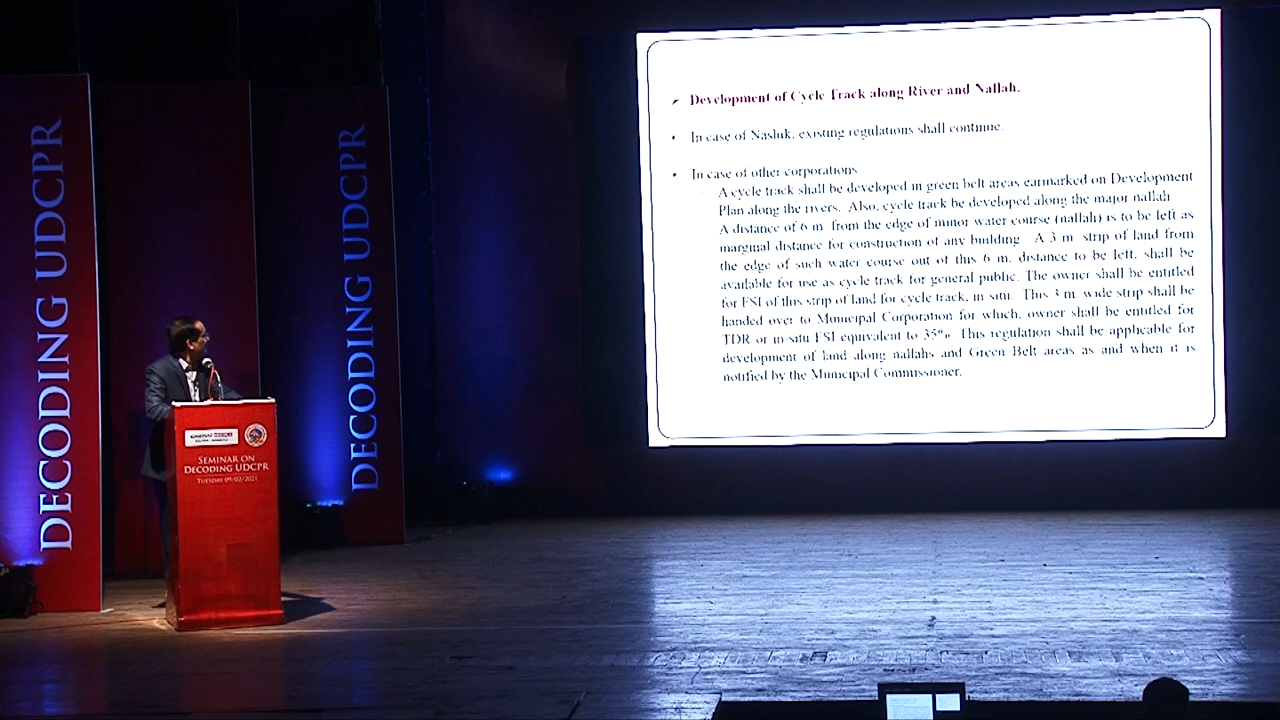 DECODING UDCPR
DECODING UDCPR
SEMINAR ON
DECODING UDCPR
TUESDAY 09/02/2021
Development of Cycle Track along River and Nallah.
In case of Nashik, existing regulations shall continue.
In case of other corporations
A cycle track shall be developed in green belt areas earmarked on Development
Plan along the rivers. Also, cycle track be developed along the major nallah
A distance of 6 m. from the edge of minor water course (nallah) is to be left as
marginal distance for construction of any building. A 3 m. strip of land from
the edge of such water course out of this 6 m. distance to be left, shall be
available for use as cycle track for general public. The owner shall be entitled
for FSI of this strip of land for cycle track, in situ. This 3 m. wide strip shall be
handed over to Municipal Corporation for which, owner shall be entitled for
TDR or in-situ FSI equivalent to 35%. This regulation shall be applicable for
development of land along nallahs and Green Belt areas as and when it is
notified by the Municipal Commissioner.